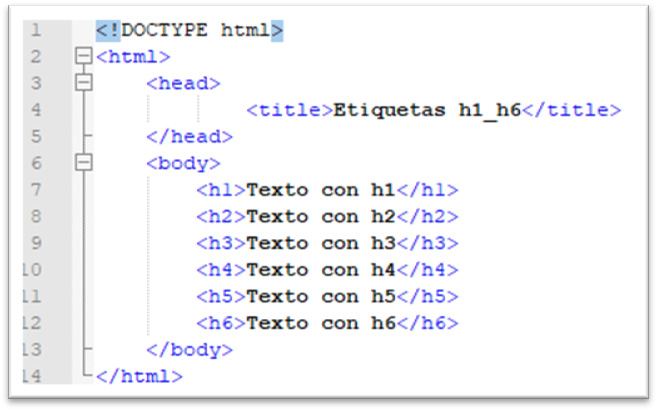 1 <!DOCTYPE html>
2 <html>
3 <head>
4 <title>Etiquetas h1_h6</title>
5 </head>
6 <body>
7 <h1>Texto con h1</h1>
8 <h2>Texto con h2</h2>
9 <h3>Texto con h3</h3>
10 <h4>Texto con h4</h4>
11 <h5>Texto con h5</h5>
12 <h6>Texto con h6</h6>
13 </body>
14 </html>